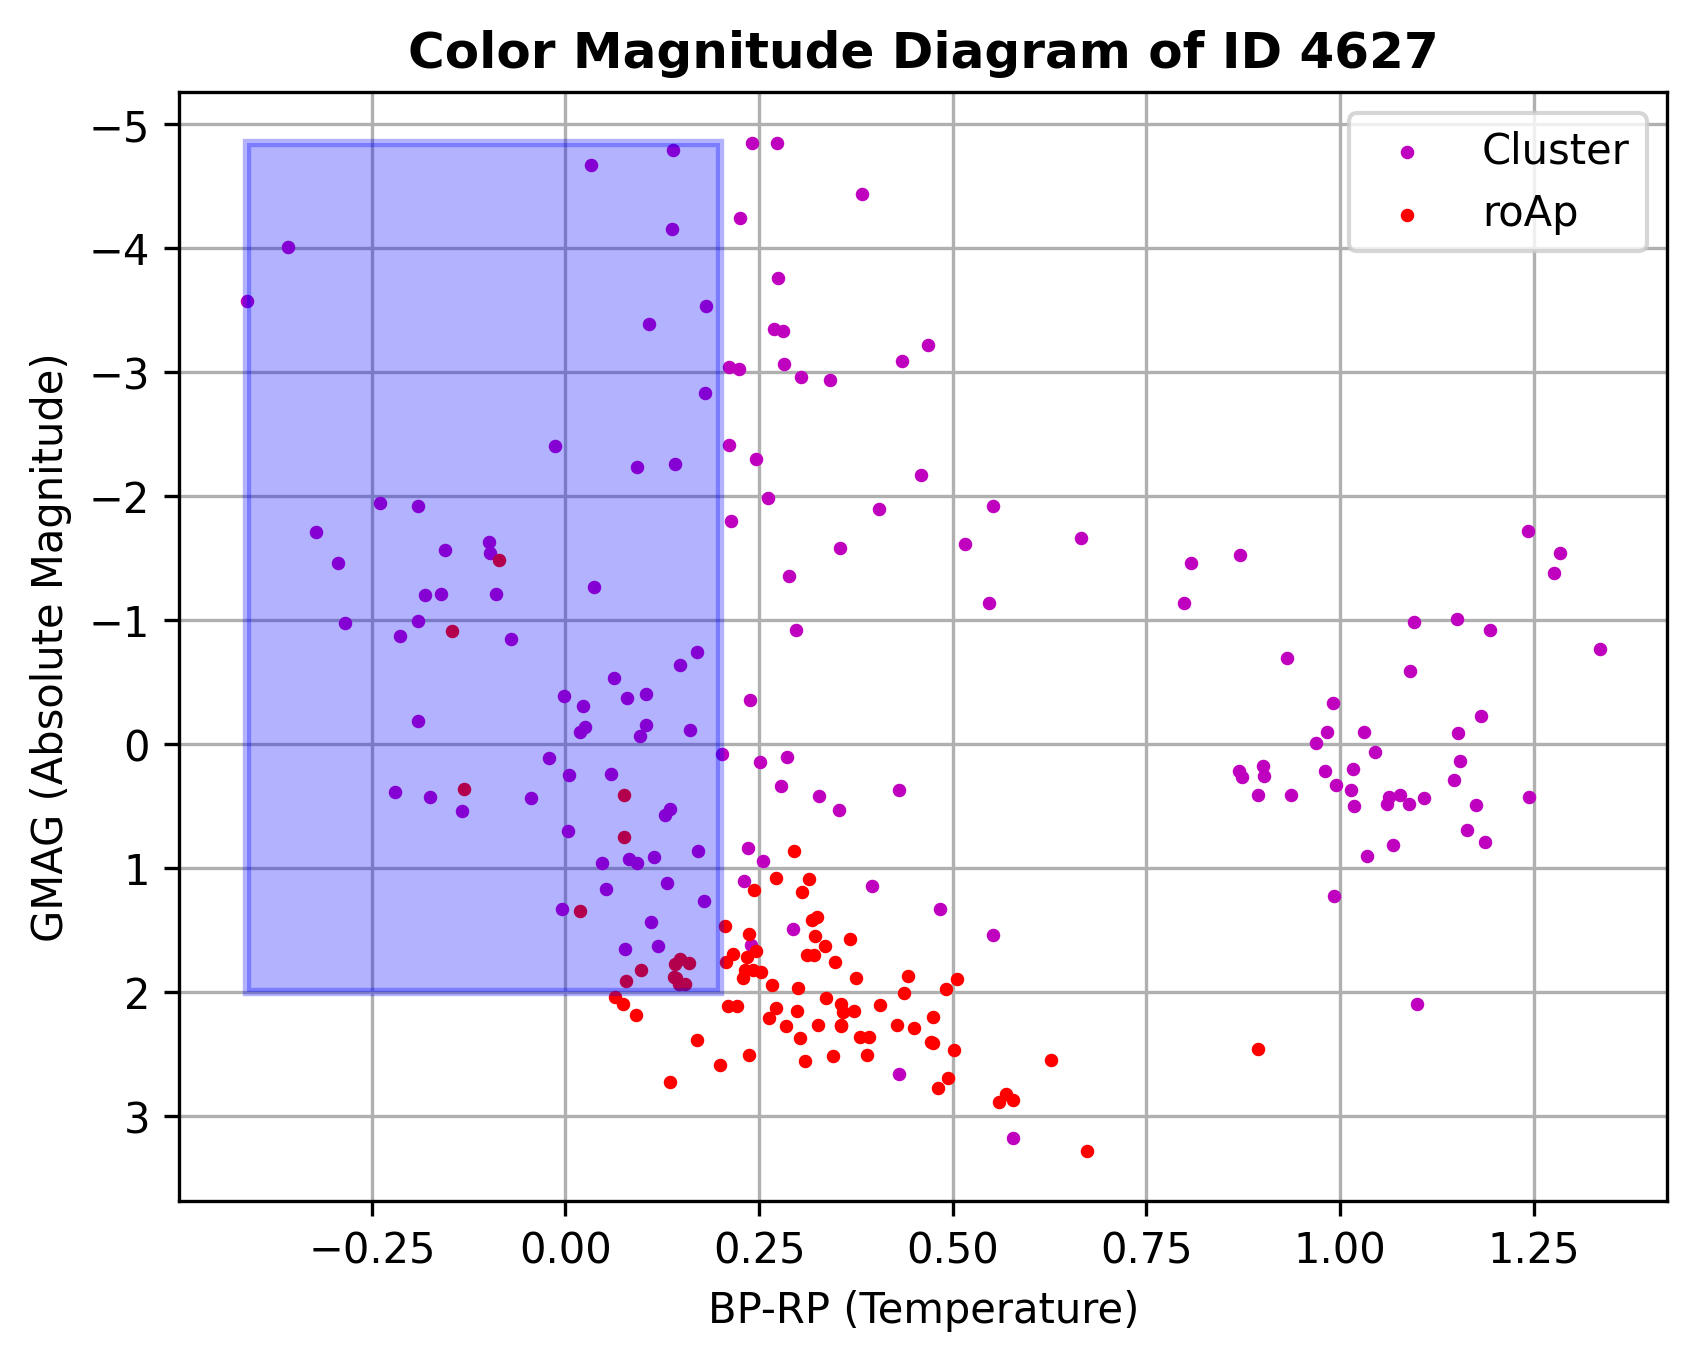 Color Magnitude Diagram of ID 4627
Cluster
roAp
GMAG (Absolute Magnitude)
−5
−4
−3
−2
−1
0
1
2
3
−0.25 0.00 0.25 0.50 0.75 1.00 1.25
BP-RP (Temperature)